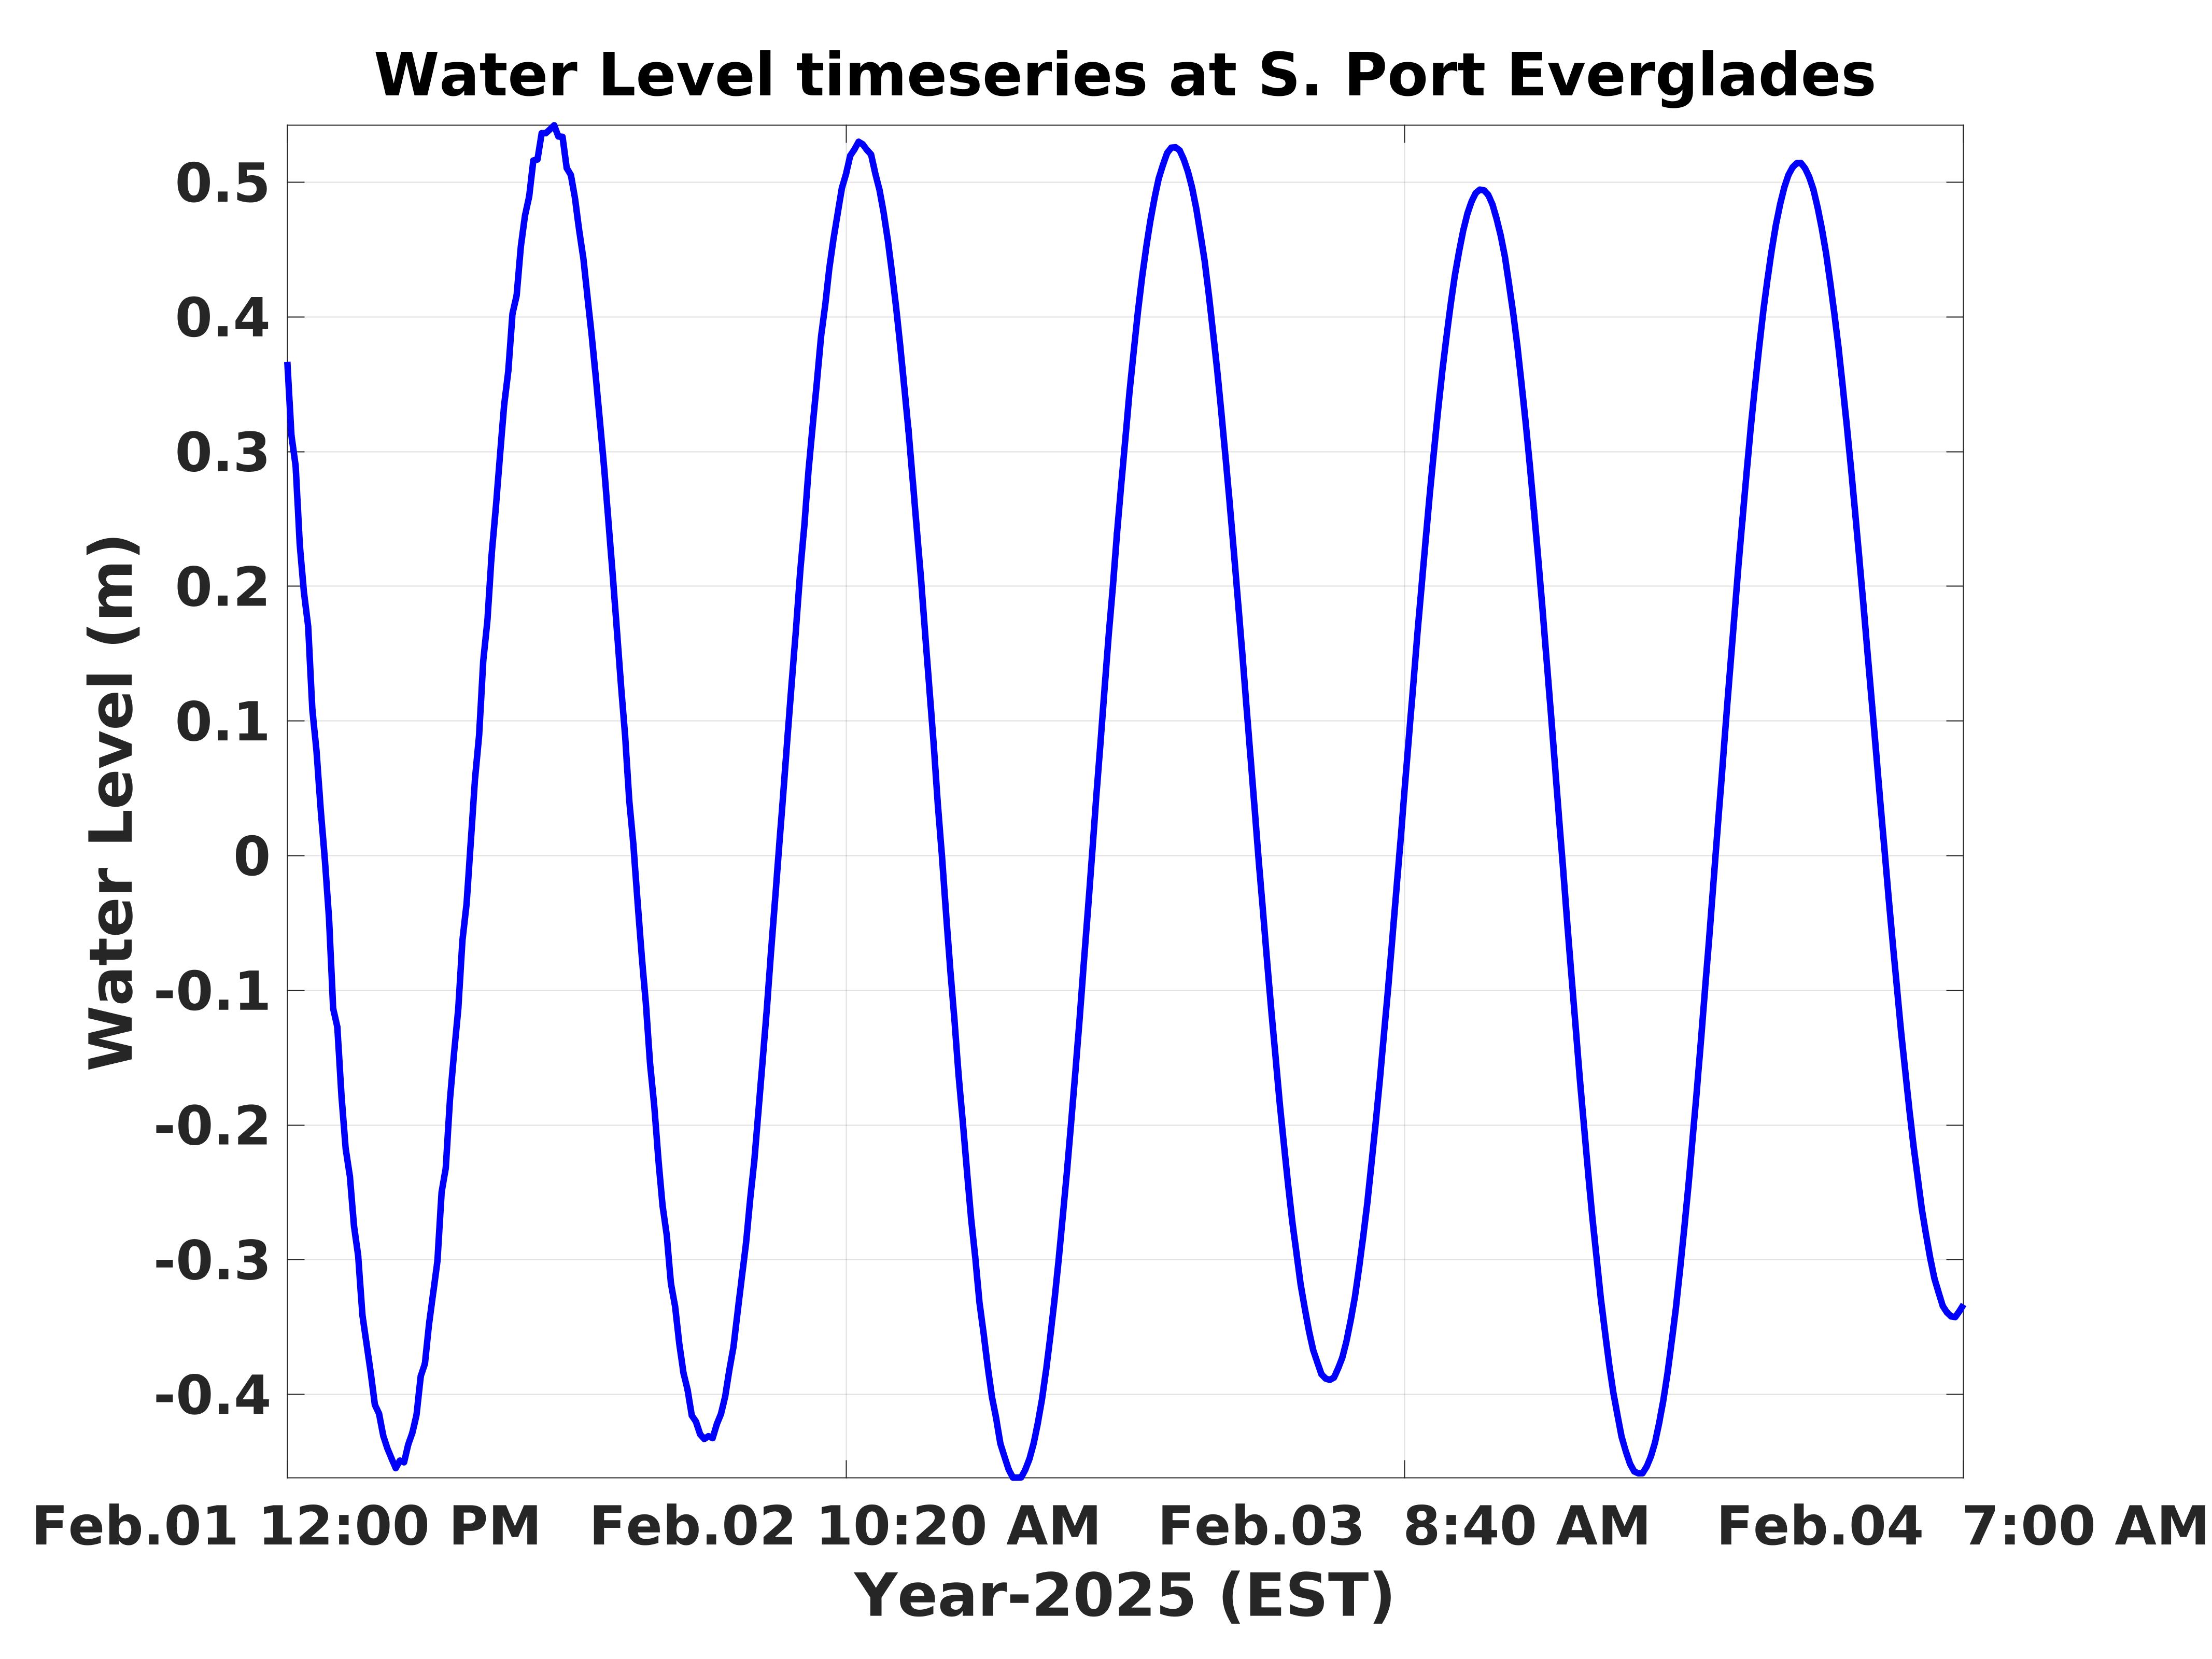 Water Level timeseries at S. Port Everglades
Water Level (m)
0.5
0.4
0.3
0.2
0.1
0
-0.1
-0.2
-0.3
-0.4
Feb.01 12:00 PM Feb.02 10:20 AM Feb.03 8:40 AM Feb.04 7:00 AM
Year-2025 (EST)